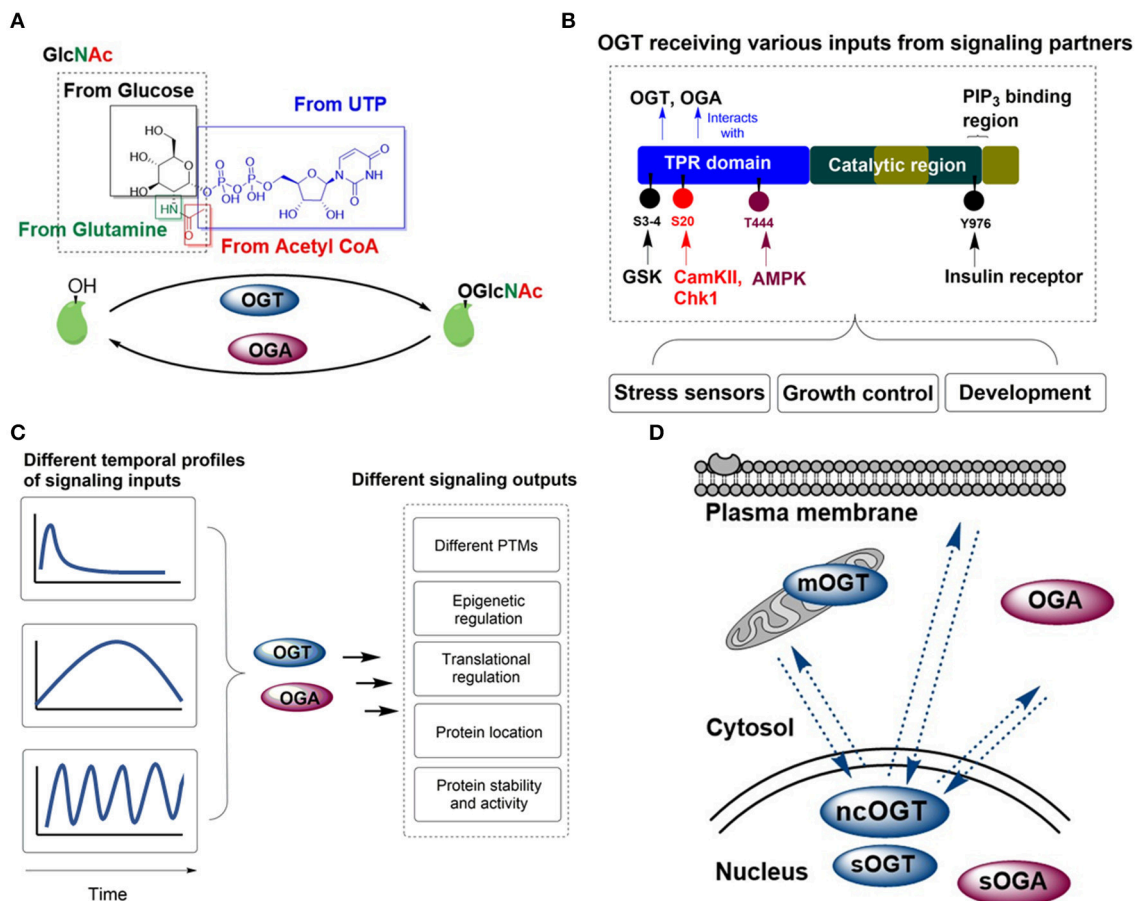 A
GlcNAc
From Glucose
From UTP
HO
HO
HO
OH
O
HN
O
O
P
OH
O
O
P
OH
O
O
N
O
NH
O
HO
OH
From Glutamine
From Acetyl CoA
OH
OGT
OGlcNAc
OGA
B
OGT receiving various inputs from signaling partners
OGT, OGA
Interacts
with
PIP₃ binding
region
TPR domain
Catalytic region
S3-4
S20
T444
Y976
GSK
CamKII,
Chk1
AMPK
Insulin receptor
Stress sensors
Growth control
Development
C
Different temporal profiles
of signaling inputs
Different signaling outputs
Different PTMs
Epigenetic
regulation
OGT
Translational
regulation
OGA
Protein location
Protein stability
and activity
Time
D
Plasma membrane
mOGT
OGA
Cytosol
ncOGT
sOGT
Nucleus
sOGA